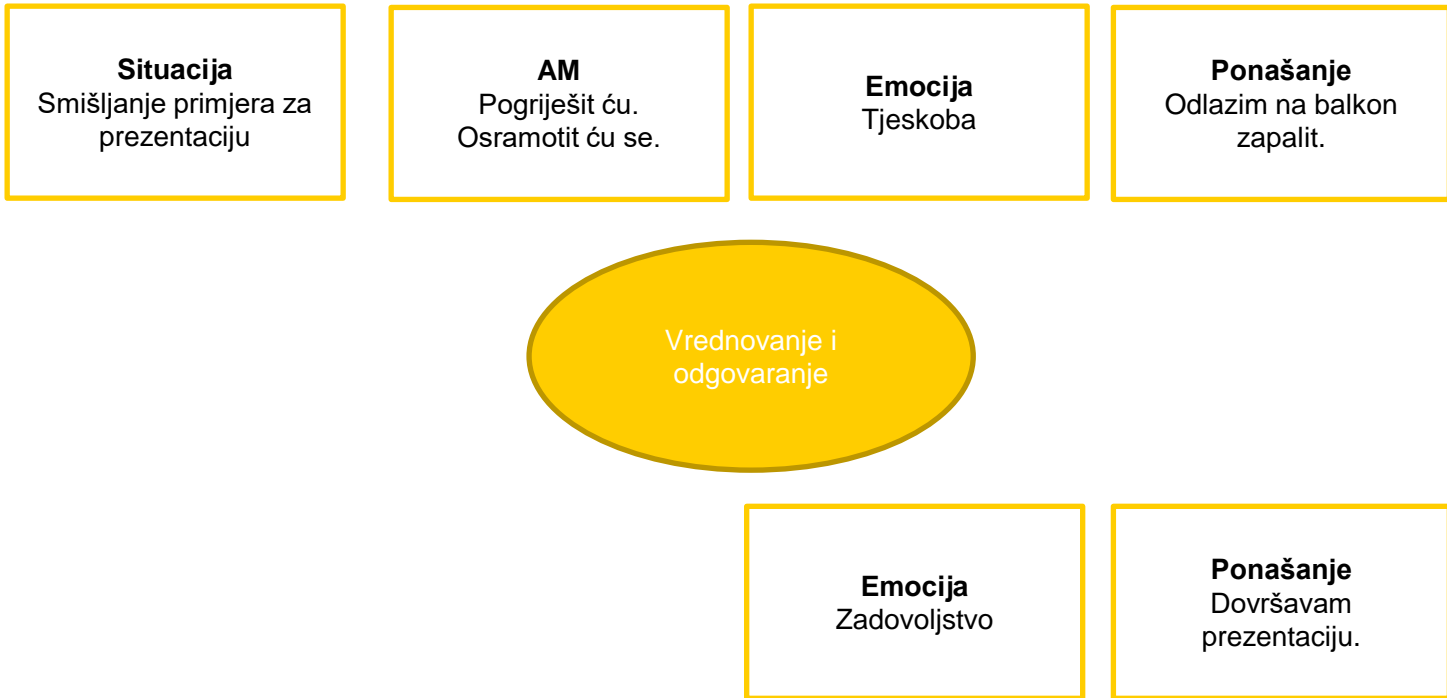 Situacija
Smišljanje primjera za
prezentaciju
AM
Pogriješit ću.
Osramotit ću se.
Emocija
Tjeskoba
Ponašanje
Odlazim na balkon
zapalit.
Vrednovanje i
odgovaranje
Emocija
Zadovoljstvo
Ponašanje
Dovršavam
prezentaciju.